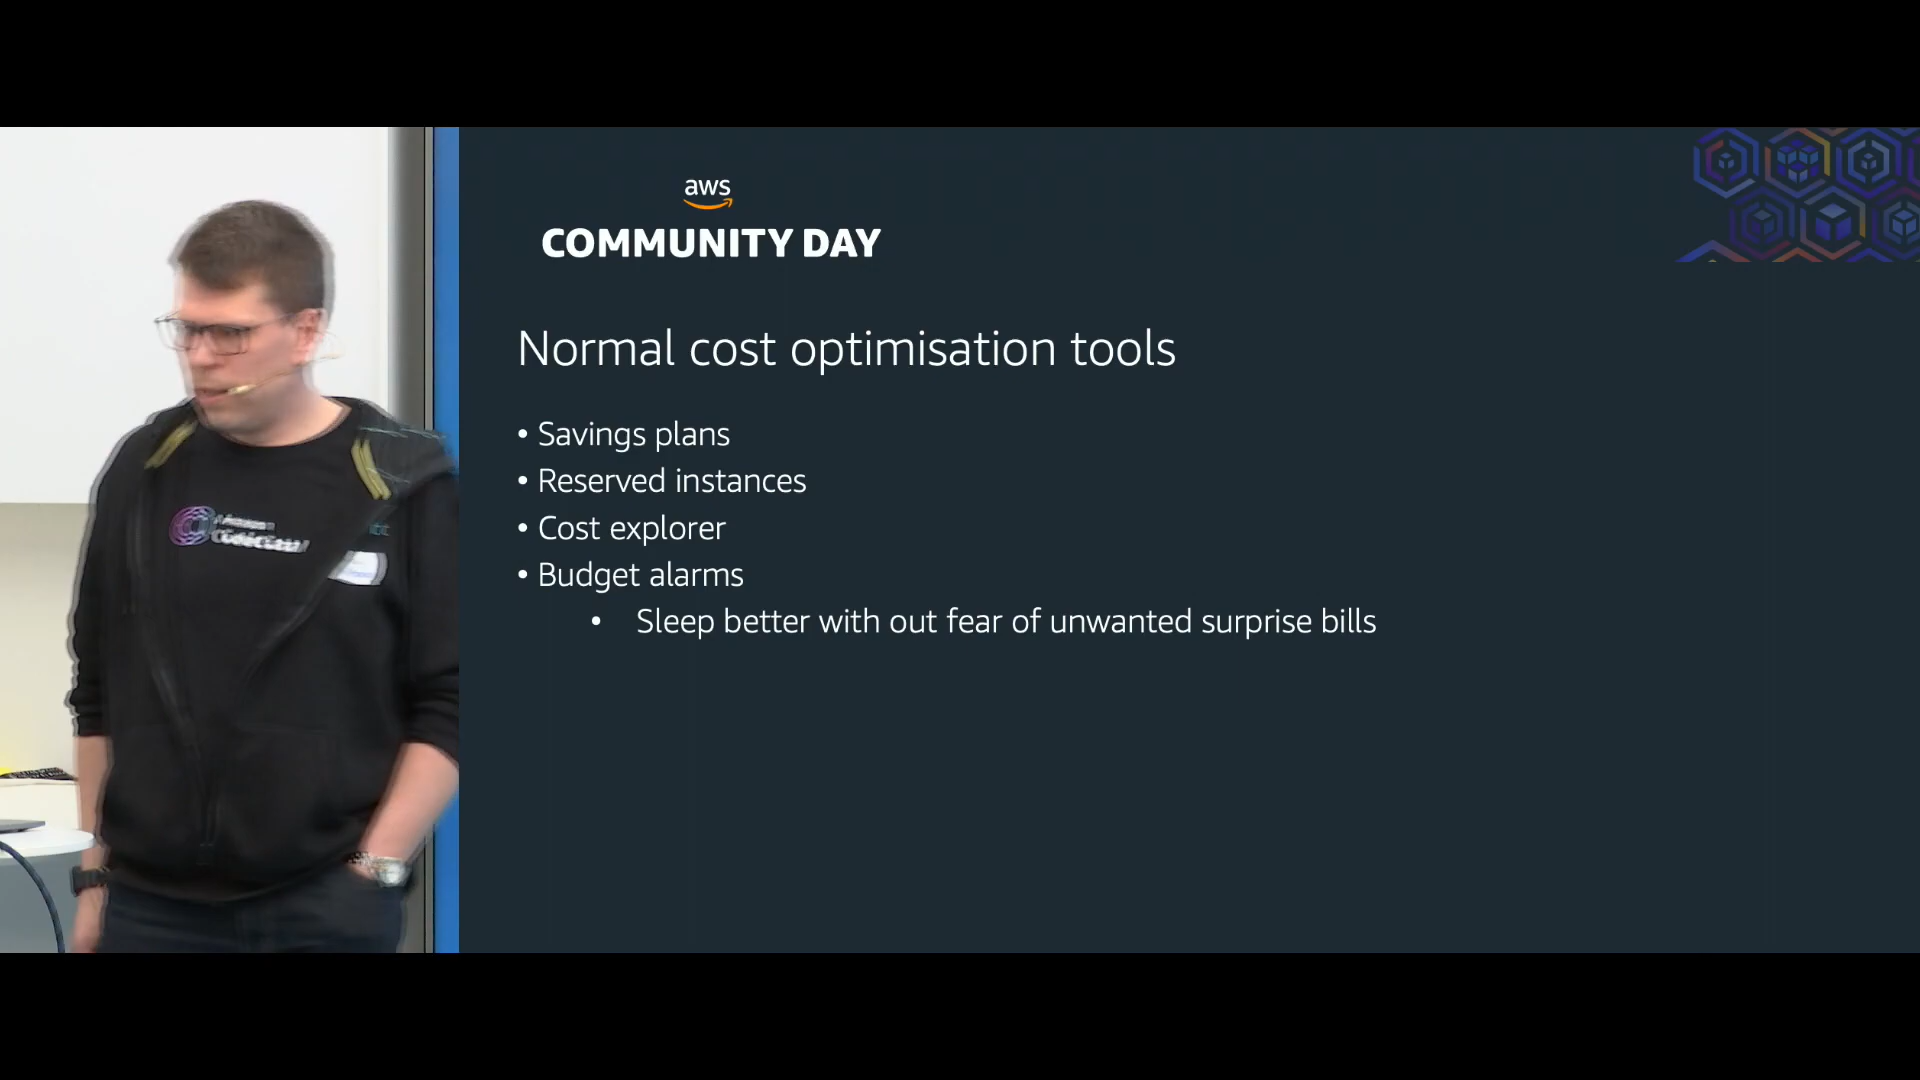 aws
COMMUNITY DAY
Normal cost optimisation tools
• Savings plans
• Reserved instances
• Cost explorer
• Budget alarms
• Sleep better with out fear of unwanted surprise bills